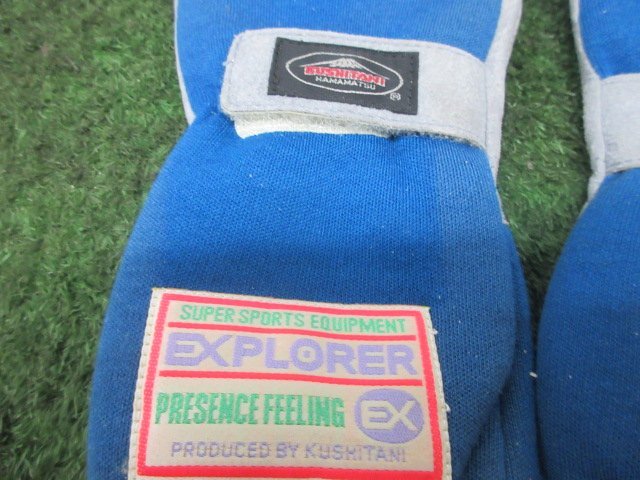 KUSHITANI
HAMAMATSU
®
SUPER SPORTS EQUIPMENT
EXPLORER
PRESENCE FEELING EX
PRODUCED BY KUSHITANI